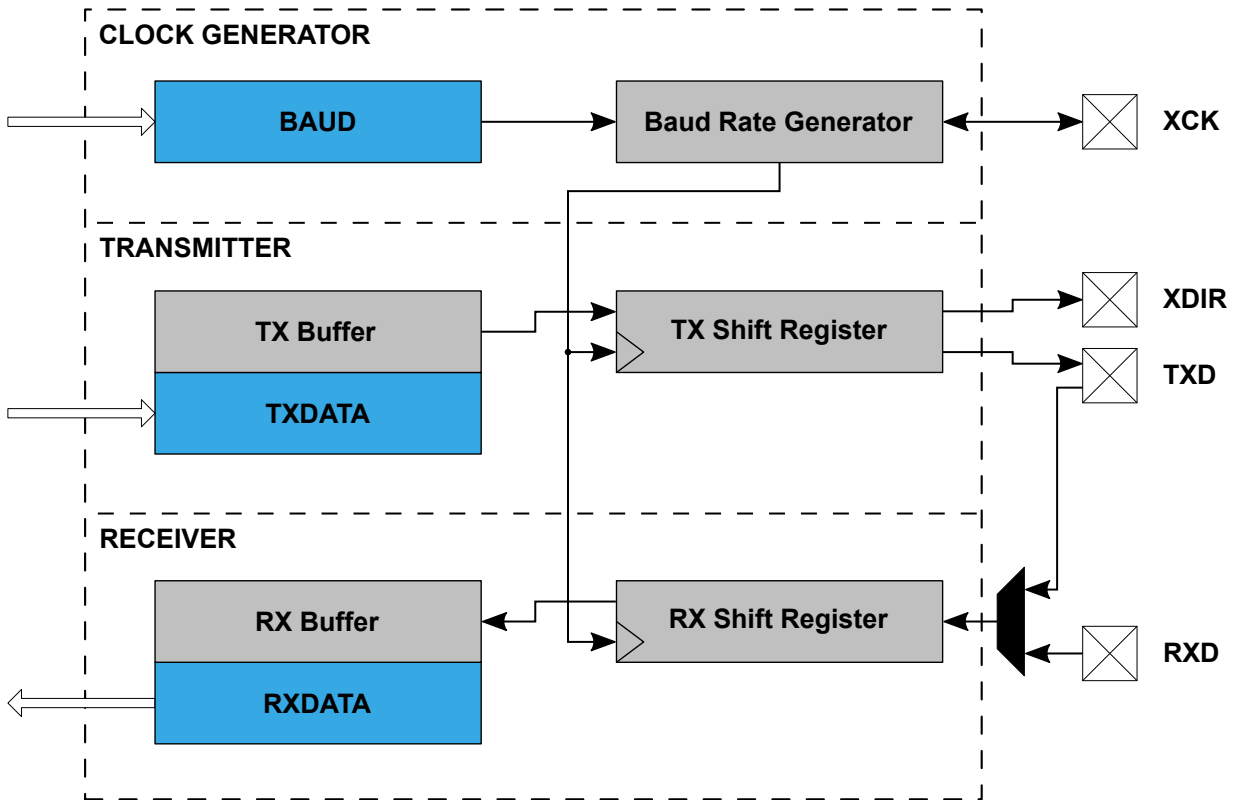 CLOCK GENERATOR
BAUD
Baud Rate Generator
XCK
TRANSMITTER
TX Buffer
TXDATA
TX Shift Register
XDIR
TXD
RECEIVER
RX Buffer
RXDATA
RX Shift Register
RXD